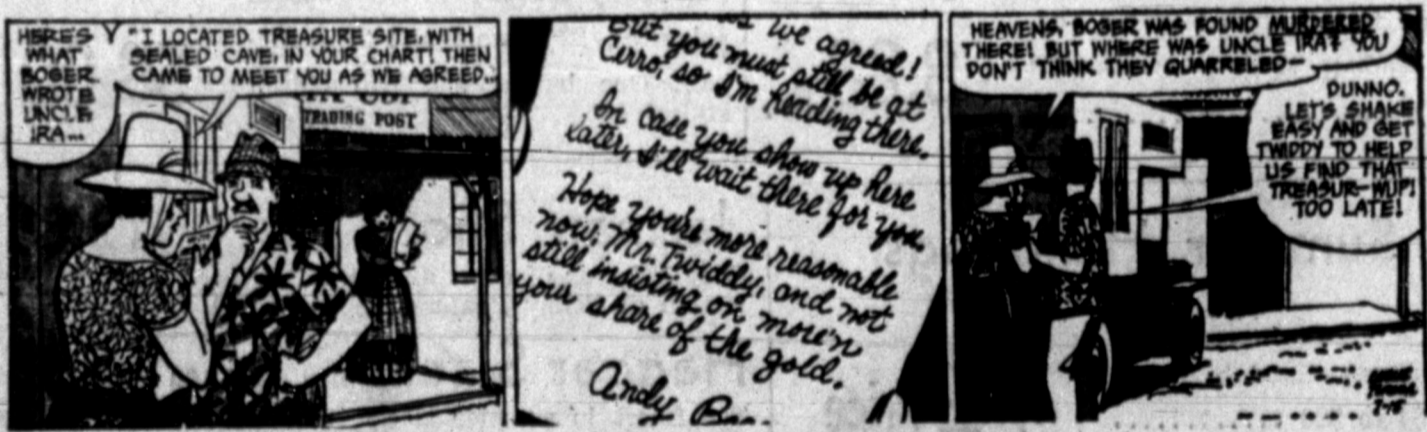 HERE'S
WHAT
BOGER
WROTE
UNCLE
IRA...
"I LOCATED TREASURE SITE, WITH
SEALED CAVE, IN YOUR CHART! THEN
CAME TO MEET YOU AS WE AGREED...
TRADING POST
as we agreed!
But you must still be at
Cerro, so I'm heading there.
In case you show up here
later, I'll wait there for you.
Hope you're more reasonable
now, Mr. Twiddy, and not
still insisting on more'n
your share of the gold.
Andy
HEAVENS, BOGER WAS FOUND MURDERED
THERE! BUT WHERE WAS UNCLE IRA? YOU
DON'T THINK THEY QUARRELED—
DUNNO.
LET'S SHAKE
EASY AND GET
TWIDDY TO HELP
US FIND THAT
TREASUR—WUP!
TOO LATE!
7-15